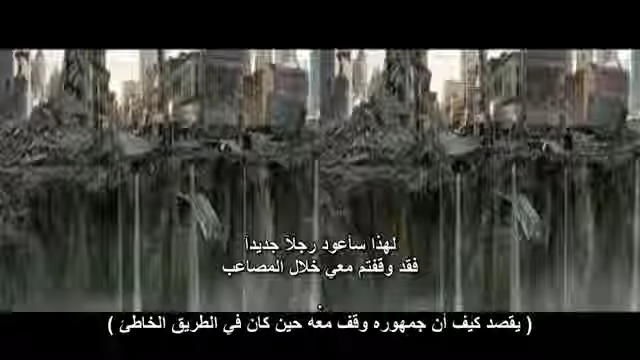 لهذا سأعود رجلاً جديداً
فقد وقفتم معي خلال المصاعب
( يقصد كيف أن جمهوره وقف معه حين كان في الطريق الخاطئ )